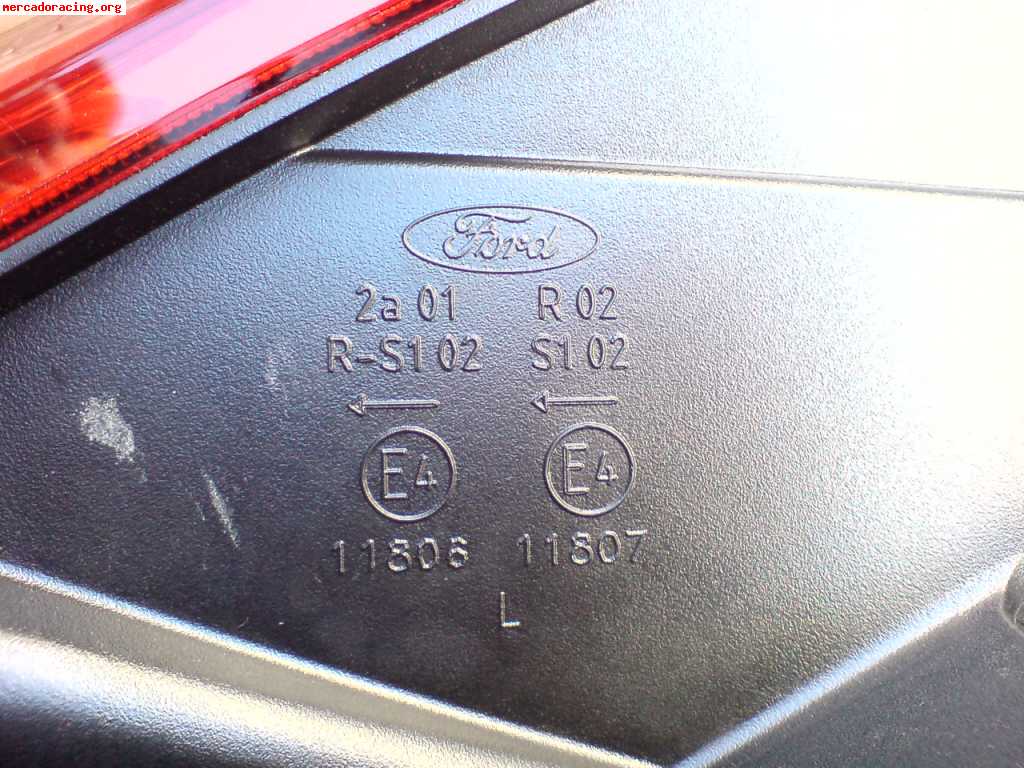 mercadoracing.org
Ford
2a 01 R 02
R-S1 02 S1 02
E4 E4
11806 11807
L